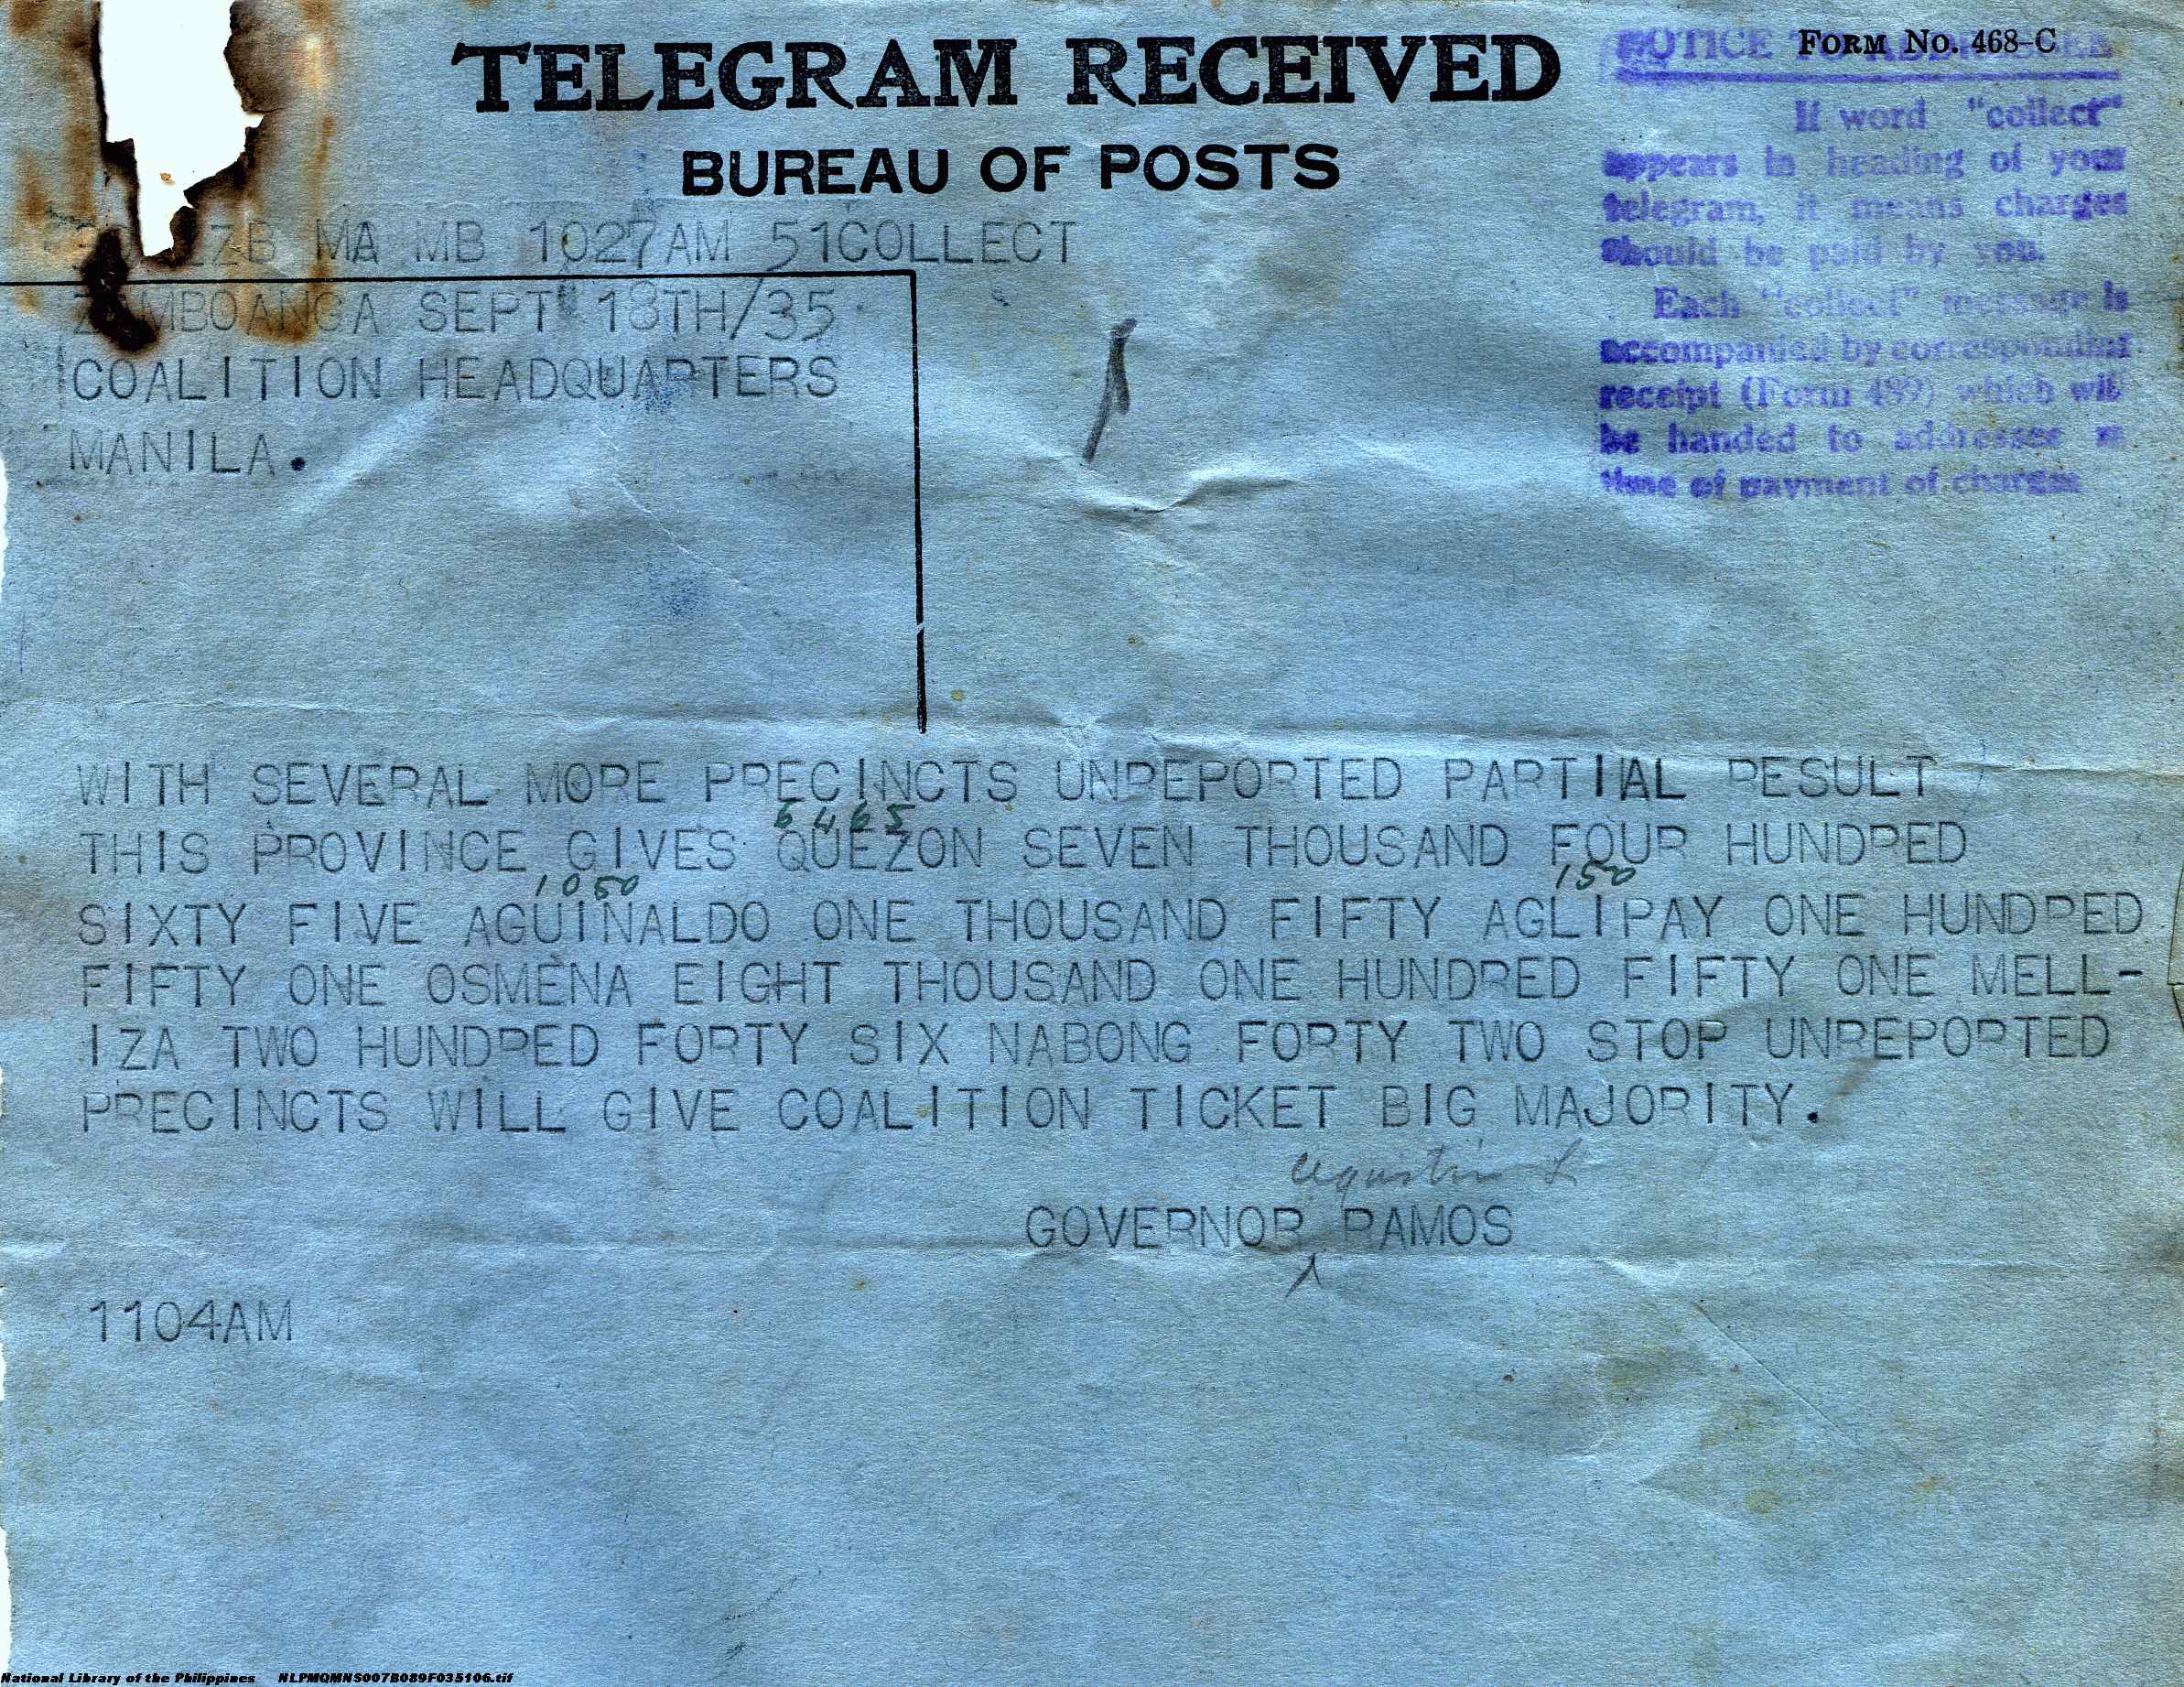 FORM NO. 468-C
TELEGRAM RECEIVED
BUREAU OF POSTS
NOTICE
If word "collect"
appears in heading of your
telegram, it means charges
should be paid by you.
Each "collect" message is
accompanied by corresponding
receipt (Form 489) which will
be handed to addressee at
time of payment of charges
ZB MA MB 1027AM 51COLLECT
ZAMBOANGA SEPT 18TH/35
COALITION HEADQUARTERS
MANILA.
WITH SEVERAL MORE PRECINCTS UNREPORTED PARTIAL RESULT
6465
THIS PROVINCE GIVES QUEZON SEVEN THOUSAND FOUR HUNDRED
1050 150
SIXTY FIVE AGUINALDO ONE THOUSAND FIFTY AGLIPAY ONE HUNDRED
FIFTY ONE OSMENA EIGHT THOUSAND ONE HUNDRED FIFTY ONE MELL-
IZA TWO HUNDRED FORTY SIX NABONG FORTY TWO STOP UNREPORTED
PRECINCTS WILL GIVE COALITION TICKET BIG MAJORITY.
Agustin L
GOVERNOR RAMOS
1104AM
National Library of the Philippines NLPMQMNS007B089F035106.tif